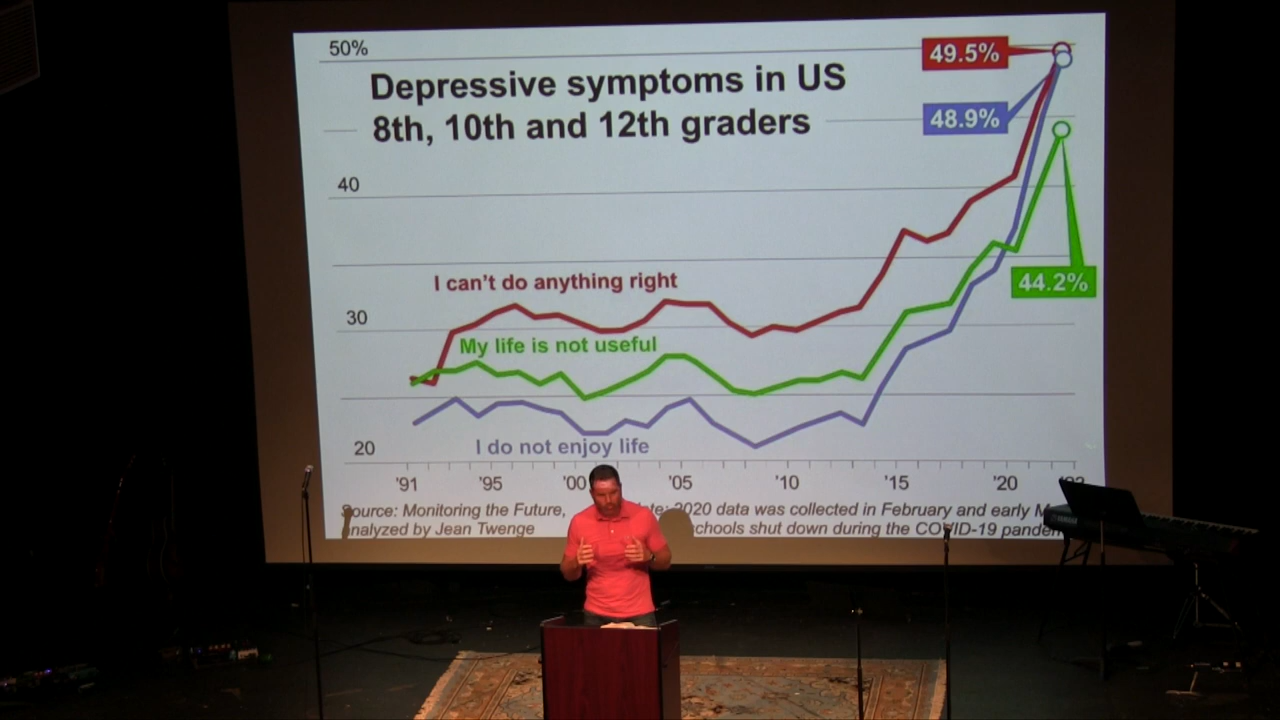 50%
Depressive symptoms in US
8th, 10th and 12th graders
49.5%
48.9%
40
44.2%
I can't do anything right
30
My life is not useful
I do not enjoy life
20
'91 '95 '00 '05 '10 '15 '20
Source: Monitoring the Future, 2020 data was collected in February and early
analyzed by Jean Twenge schools shut down during the COVID-19
YAMAHA